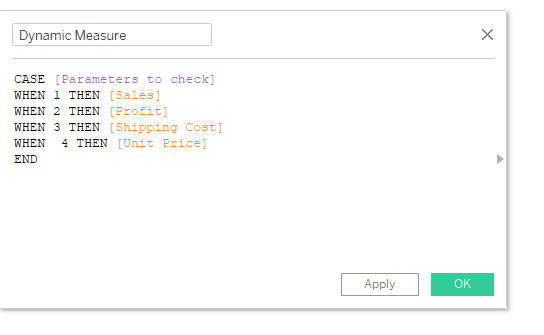 Dynamic Measure
CASE [Parameters to check]
WHEN 1 THEN [Sales]
WHEN 2 THEN [Profit]
WHEN 3 THEN [Shipping Cost]
WHEN  4 THEN [Unit Price]
END
Apply OK